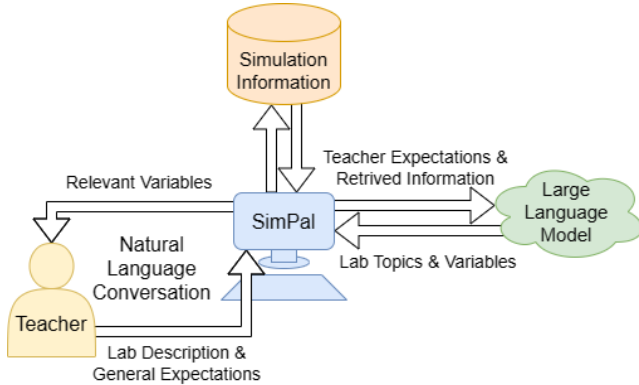 Simulation
Information
Teacher Expectations &
Retrived Information
Relevant Variables
Large
Language
Model
SimPal
Natural
Language
Conversation
Lab Topics & Variables
Teacher
Lab Description &
General Expectations